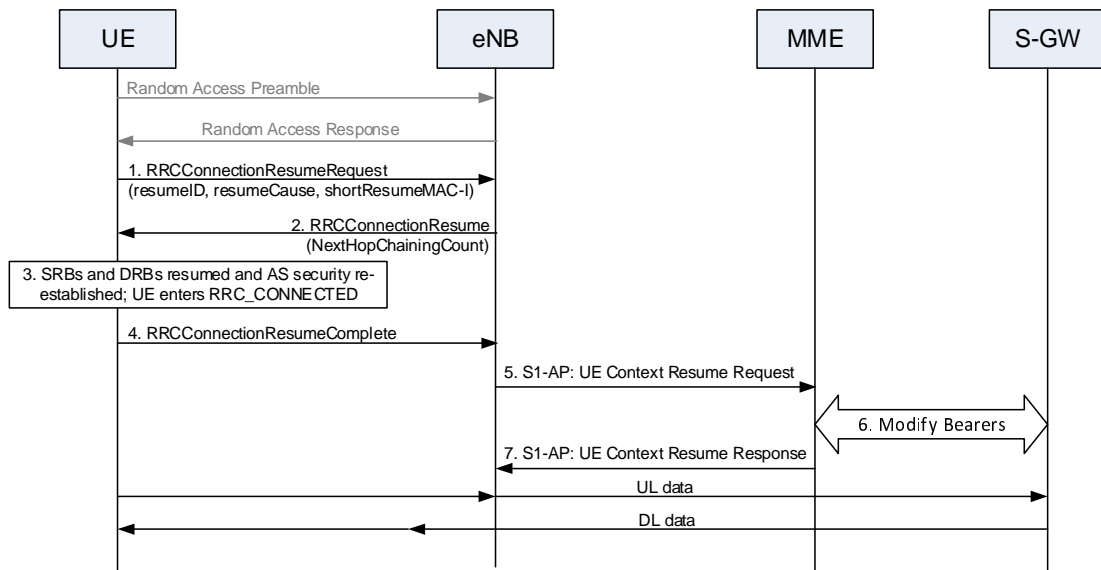 UE
eNB
MME
S-GW
Random Access Preamble
Random Access Response
1. RRCConnectionResumeRequest
(resumeID, resumeCause, shortResumeMAC-I)
2. RRCConnectionResume
(NextHopChainingCount)
3. SRBs and DRBs resumed and AS security re-
established; UE enters RRC_CONNECTED
4. RRCConnectionResumeComplete
5. S1-AP: UE Context Resume Request
6. Modify Bearers
7. S1-AP: UE Context Resume Response
UL data
DL data